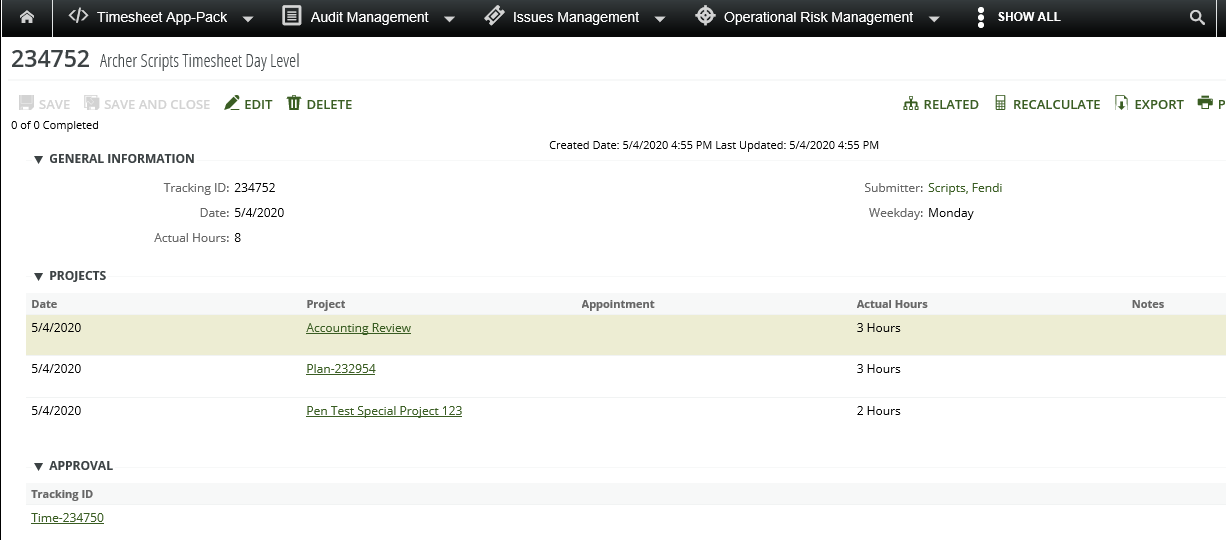 Timesheet App-Pack Audit Management Issues Management Operational Risk Management SHOW ALL
234752 Archer Scripts Timesheet Day Level
SAVE SAVE AND CLOSE EDIT DELETE RELATED RECALCULATE EXPORT P
0 of 0 Completed
Created Date: 5/4/2020 4:55 PM Last Updated: 5/4/2020 4:55 PM
GENERAL INFORMATION
Tracking ID: 234752 Submitter: Scripts, Fendi
Date: 5/4/2020 Weekday: Monday
Actual Hours: 8
PROJECTS
Date Project Appointment Actual Hours Notes
5/4/2020 Accounting Review 3 Hours
5/4/2020 Plan-232954 3 Hours
5/4/2020 Pen Test Special Project 123 2 Hours
APPROVAL
Tracking ID
Time-234750